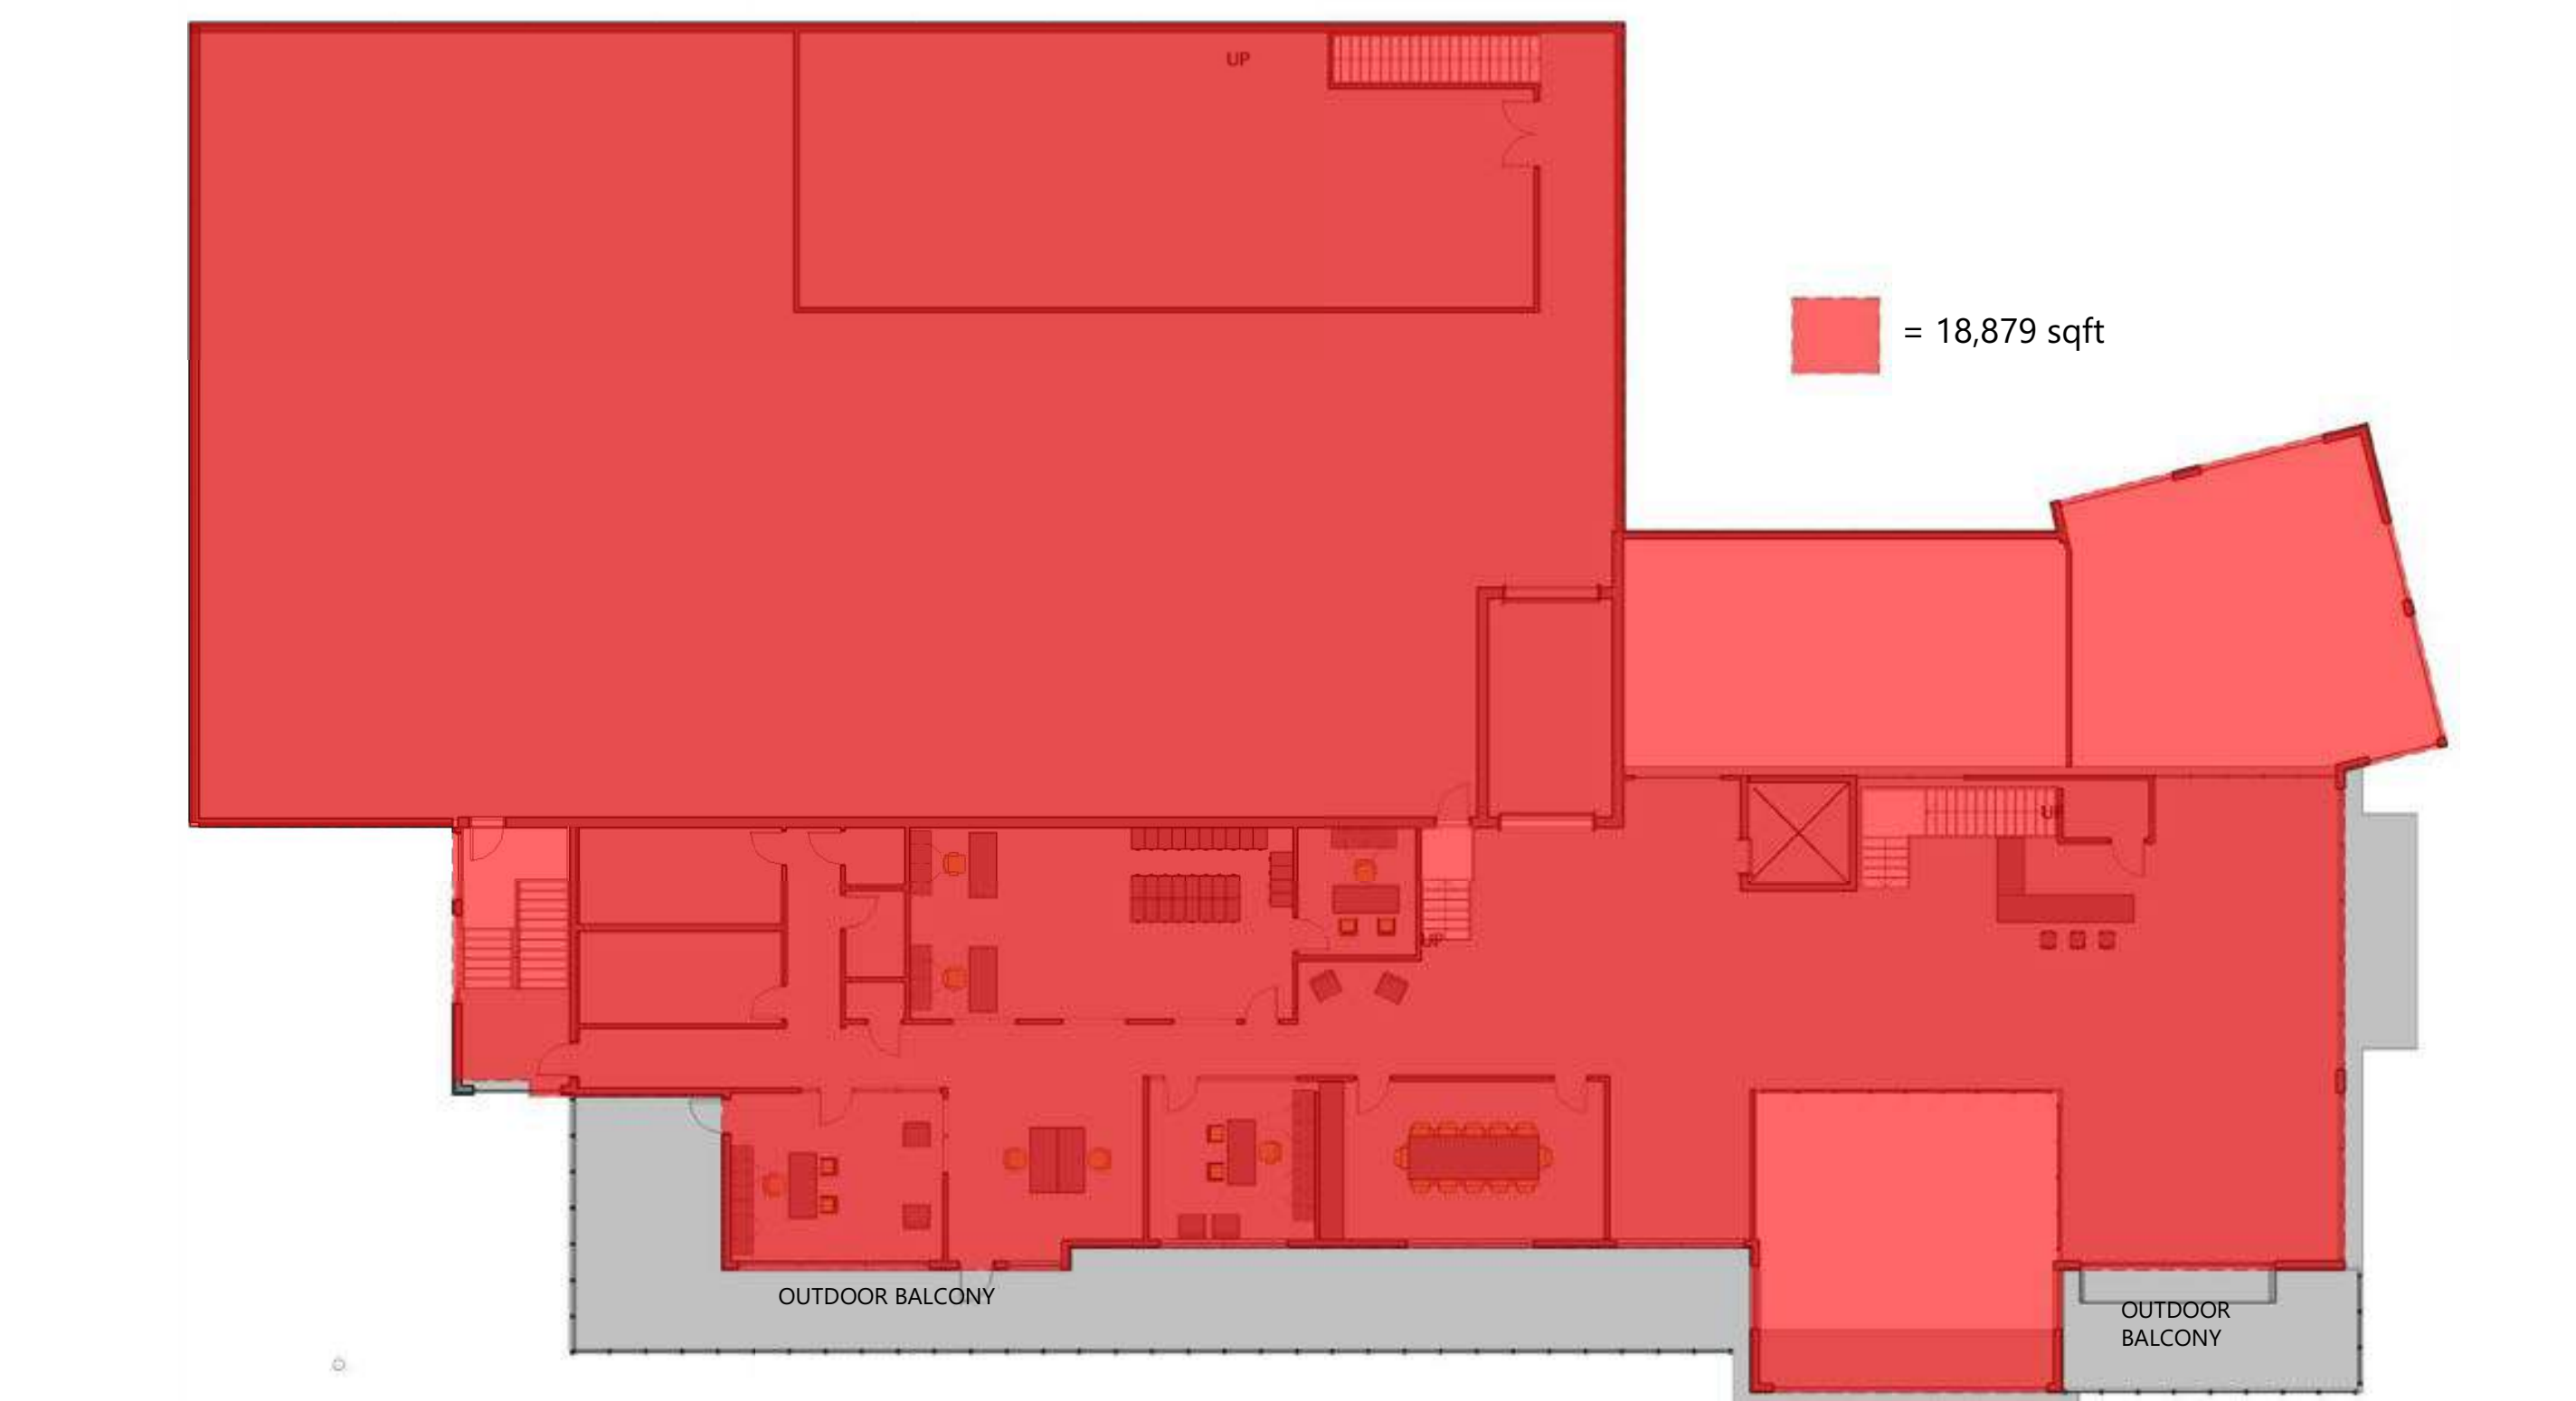 UP
= 18,879 sqft
UP
UP
OUTDOOR BALCONY
OUTDOOR
BALCONY